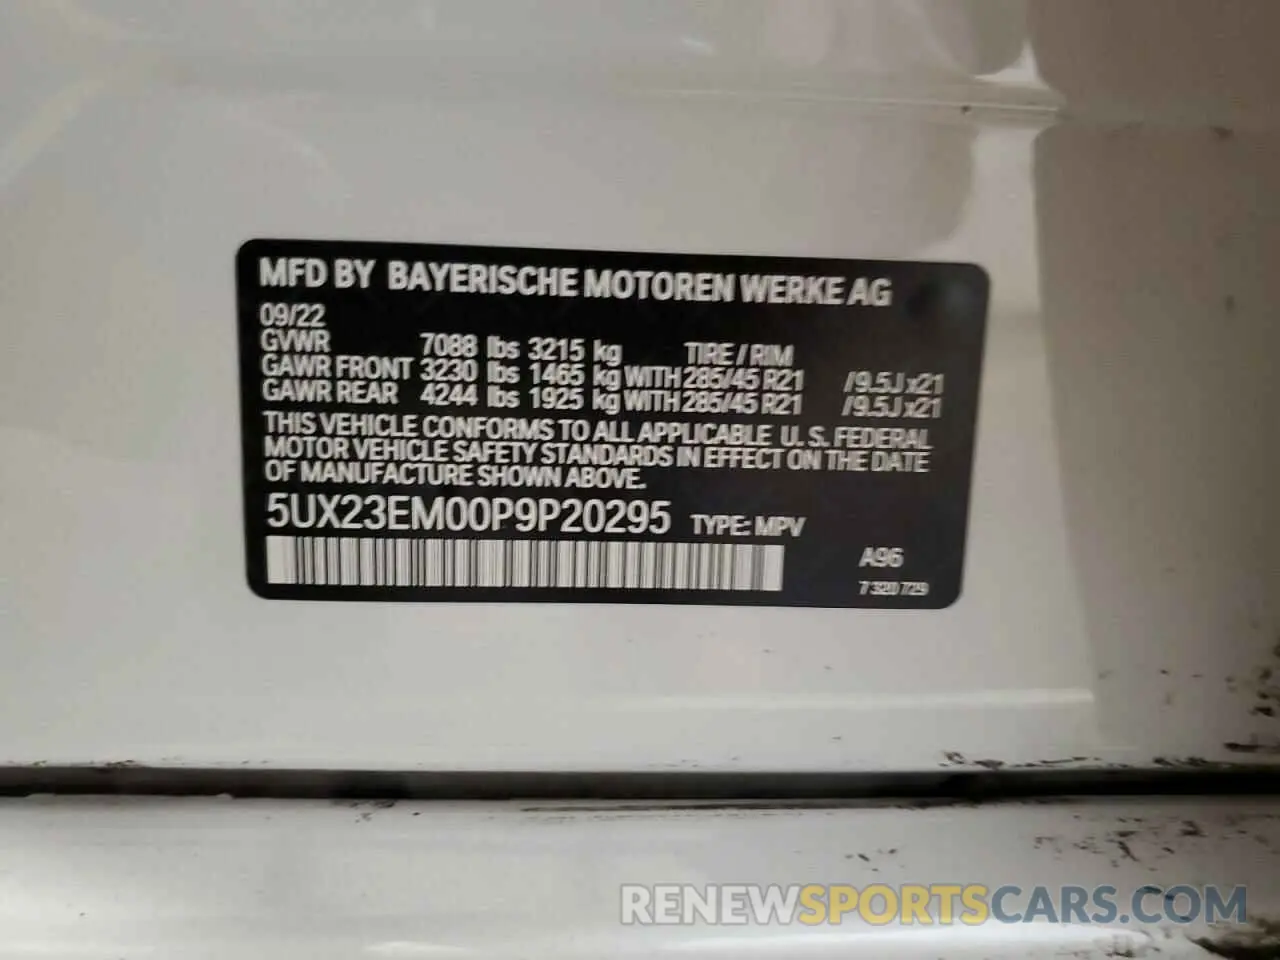 MFD BY BAYERISCHE MOTOREN WERKE AG
09/22
GVWR 7088 lbs 3215 kg TIRE / RIM
GAWR FRONT 3230 lbs 1465 kg WITH 285/45 R21 /9.5J x21
GAWR REAR 4244 lbs 1925 kg WITH 285/45 R21 /9.5J x21
THIS VEHICLE CONFORMS TO ALL APPLICABLE U. S. FEDERAL
MOTOR VEHICLE SAFETY STANDARDS IN EFFECT ON THE DATE
OF MANUFACTURE SHOWN ABOVE.
5UX23EM00P9P20295 TYPE: MPV
A96
7 320 729
RENEWSPORTSCARS.COM